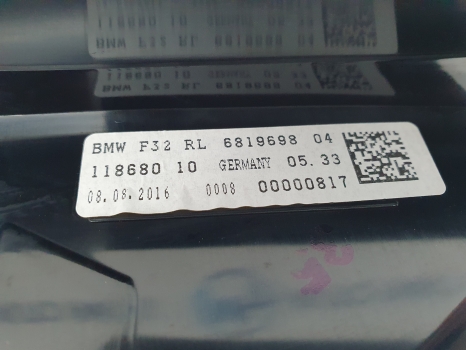 BMW F32 RL 6819698 04
118680 10 GERMANY 05.33
08.08.2016 0008 00000817